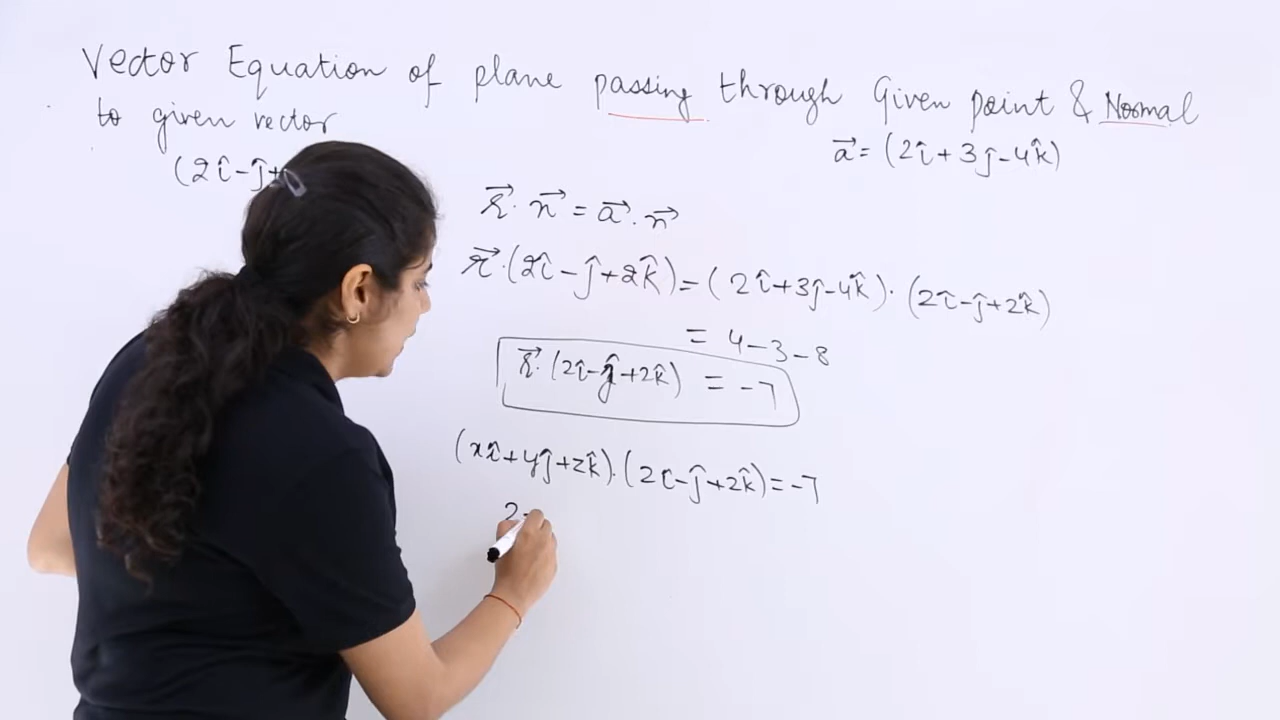 Vector Equation of plane passing through Given point & Normal
to given vector
a⃗ = (2î + 3ĵ - 4k̂)
(2î - ĵ +
r⃗ · n⃗ = a⃗ · n⃗
r⃗ · (2î - ĵ + 2k̂) = (2î + 3ĵ - 4k̂) · (2î - ĵ + 2k̂)
= 4 - 3 - 8
r⃗ · (2î - ĵ + 2k̂) = -7
(xî + yĵ + zk̂) · (2î - ĵ + 2k̂) = -7
2